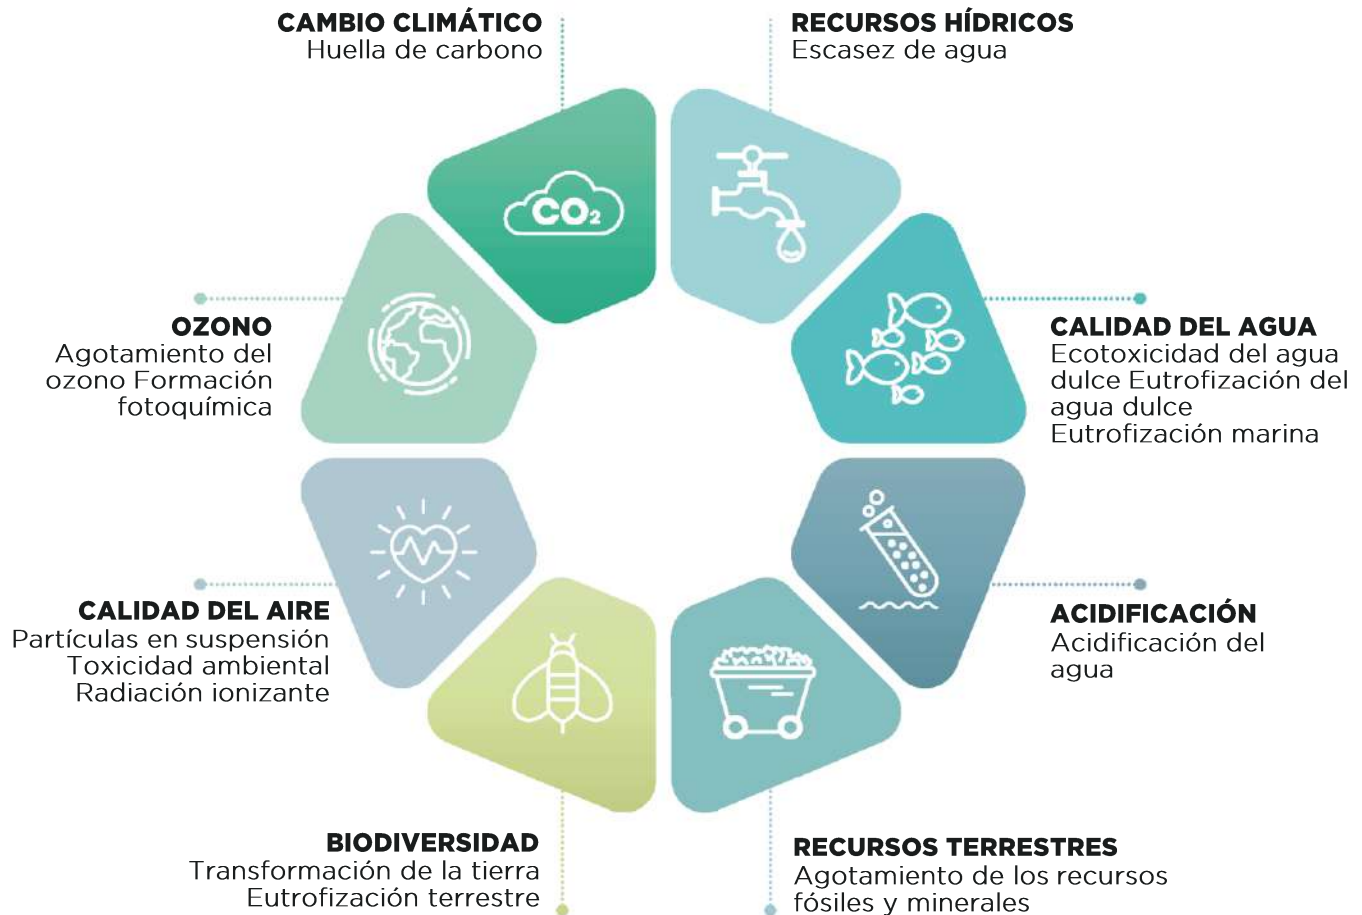 CAMBIO CLIMÁTICO
Huella de carbono
RECURSOS HÍDRICOS
Escasez de agua
CO₂
OZONO
Agotamiento del
ozono Formación
fotoquímica
CALIDAD DEL AGUA
Ecotoxicidad del agua
dulce Eutrofización del
agua dulce
Eutrofización marina
CALIDAD DEL AIRE
Partículas en suspensión
Toxicidad ambiental
Radiación ionizante
ACIDIFICACIÓN
Acidificación del
agua
BIODIVERSIDAD
Transformación de la tierra
Eutrofización terrestre
RECURSOS TERRESTRES
Agotamiento de los recursos
fósiles y minerales